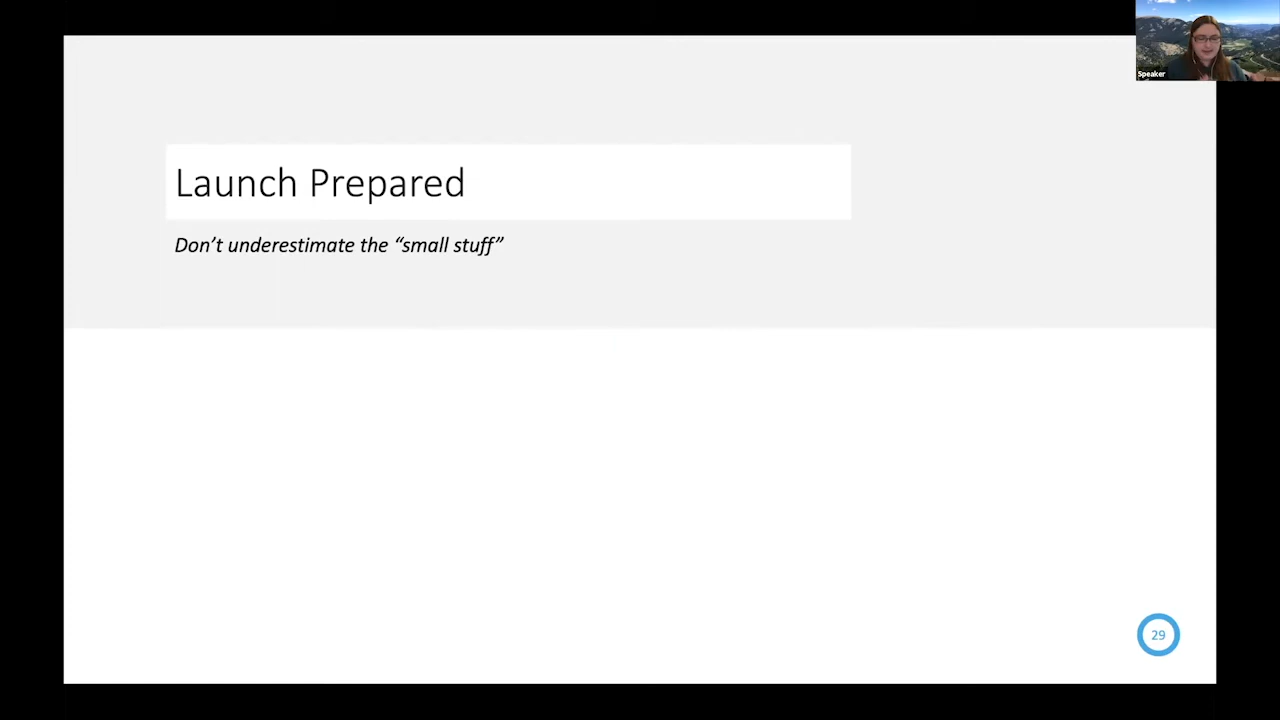 Speaker
Launch Prepared
Don’t underestimate the “small stuff”
29